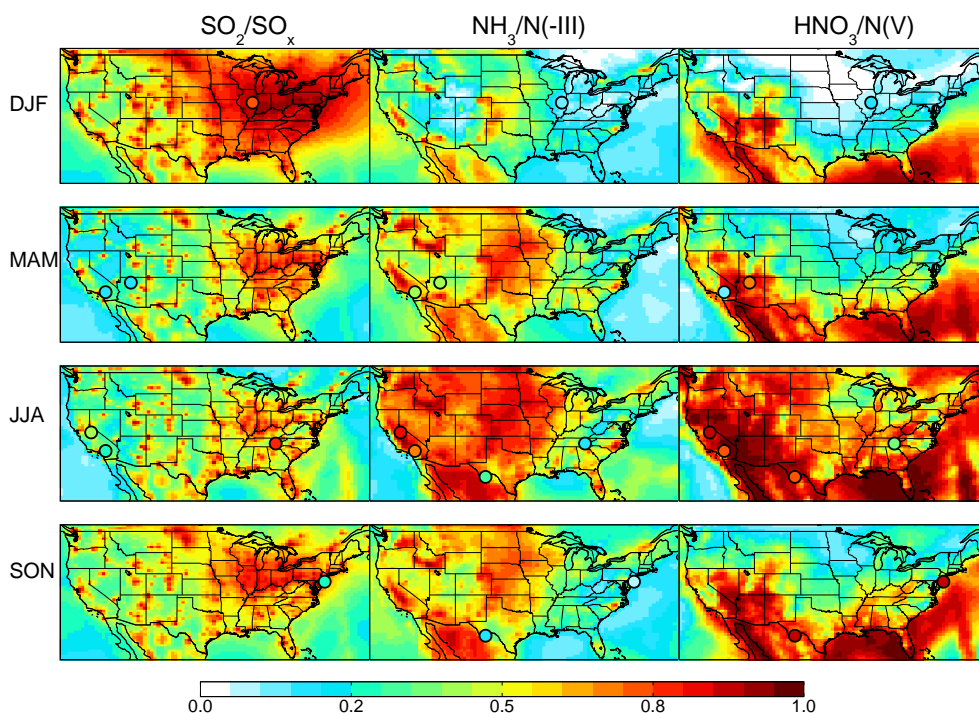 SO₂/SOₓ NH₃/N(-III) HNO₃/N(V)
DJF
MAM
JJA
SON
0.0 0.2 0.5 0.8 1.0